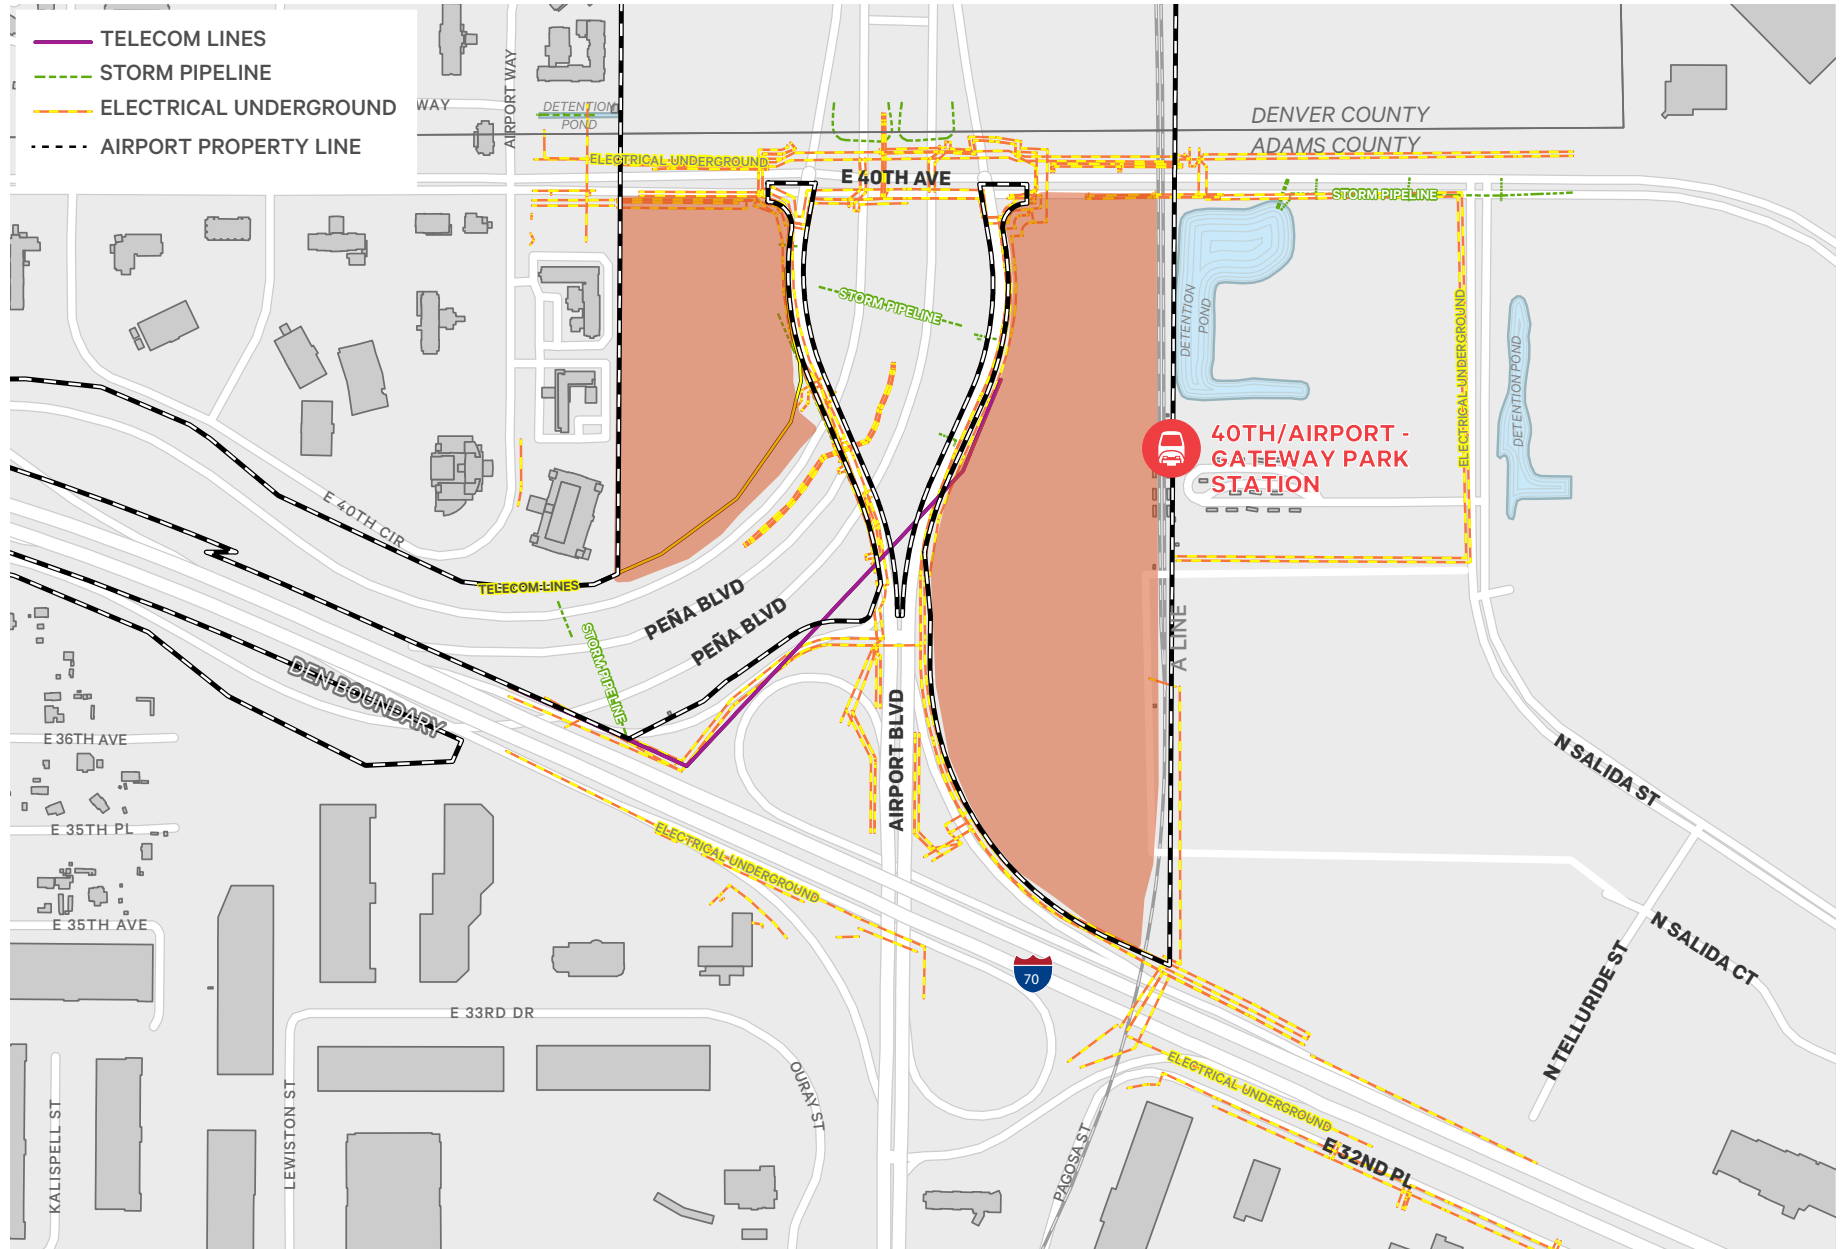 TELECOM LINES
STORM PIPELINE
ELECTRICAL UNDERGROUND
AIRPORT PROPERTY LINE
WAY
AIRPORT WAY
DETENTION
POND
DENVER COUNTY
ADAMS COUNTY
ELECTRICAL UNDERGROUND
E 40TH AVE
STORM PIPELINE
STORM PIPELINE
DETENTION
POND
ELECTRICAL UNDERGROUND
DETENTION POND
40TH/AIRPORT -
GATEWAY PARK
STATION
E 40TH CIR
TELECOM LINES
PEÑA BLVD
PEÑA BLVD
STORM PIPELINE
A LINE
DEN BOUNDARY
AIRPORT BLVD
E 36TH AVE
N SALIDA ST
E 35TH PL
ELECTRICAL UNDERGROUND
E 35TH AVE
N SALIDA CT
N TELLURIDE ST
70
E 33RD DR
OURAY ST
ELECTRICAL UNDERGROUND
KALISPELL ST
LEWISTON ST
PAGOSA ST
E 32ND PL